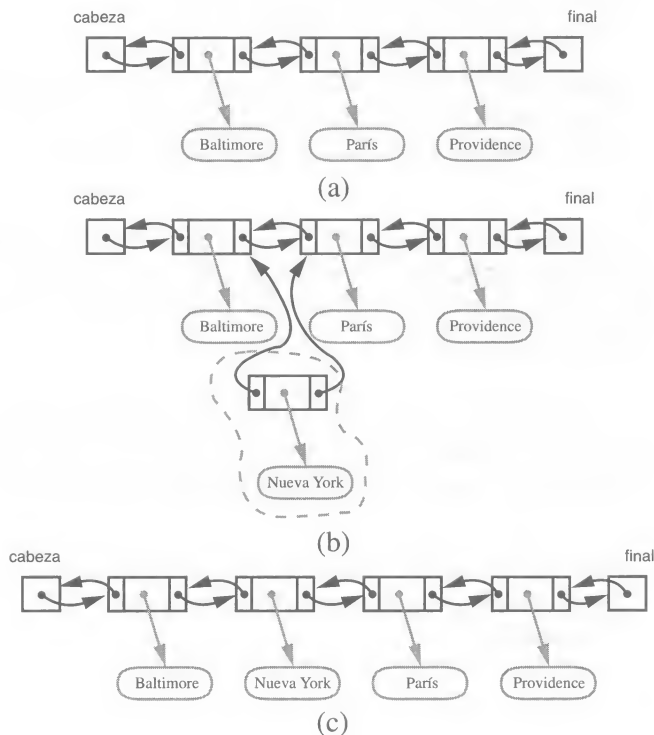 cabeza final
Baltimore París Providence
(a)
cabeza final
Baltimore París Providence
Nueva York
(b)
cabeza final
Baltimore Nueva York París Providence
(c)